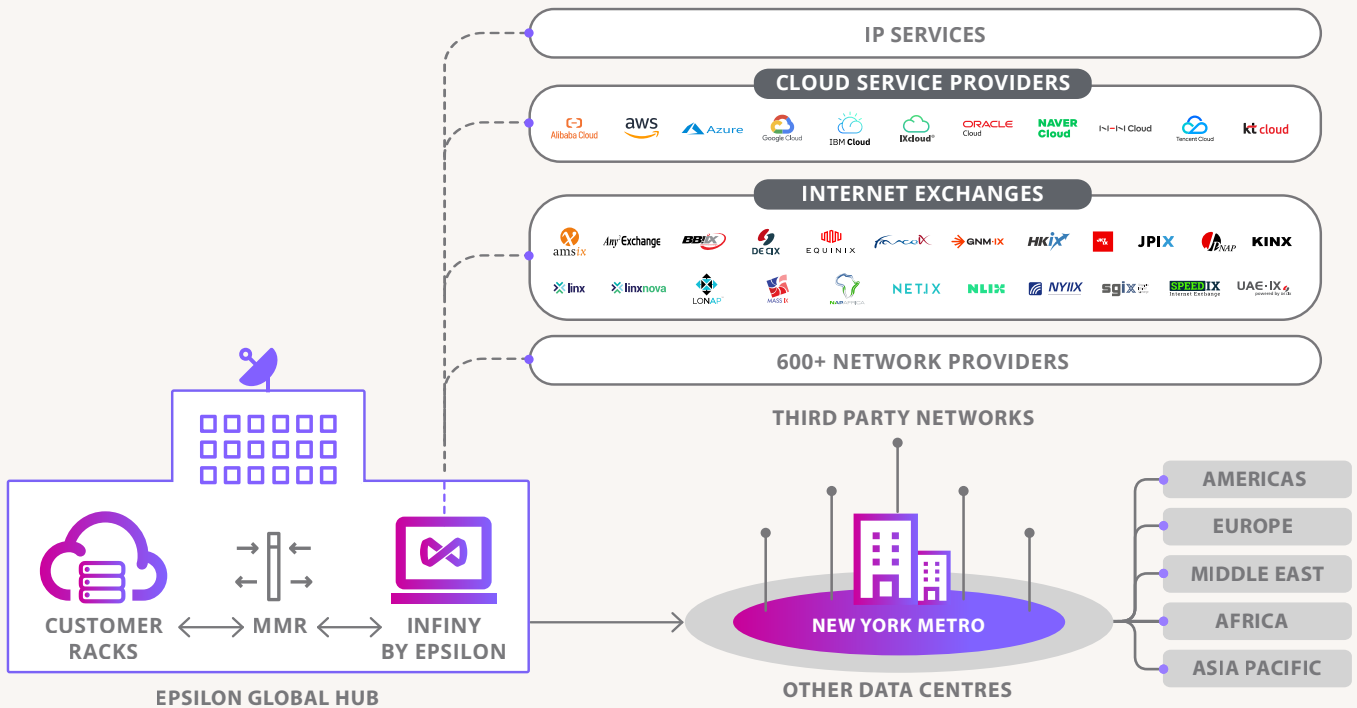 IP SERVICES
CLOUD SERVICE PROVIDERS
Alibaba Cloud
aws
Azure
Google Cloud
IBM Cloud
IXcloud
ORACLE
Cloud
NAVER
Cloud
Cloud
Tencent Cloud
kt cloud
INTERNET EXCHANGES
amsix
Any2Exchange
BBIX
DE CIX
EQUINIX
GNM-IX
HKIX
JPIX
JPNAP
KINX
linx
linxnova
LONAP
MASS IX
NAPAFRICA
NET.IX
NLIX
NYIIX
sgix
SPEEDIX
Internet Exchange
UAE-IX
600+ NETWORK PROVIDERS
THIRD PARTY NETWORKS
CUSTOMER
RACKS
MMR
INFINY
BY EPSILON
EPSILON GLOBAL HUB
NEW YORK METRO
OTHER DATA CENTRES
AMERICAS
EUROPE
MIDDLE EAST
AFRICA
ASIA PACIFIC